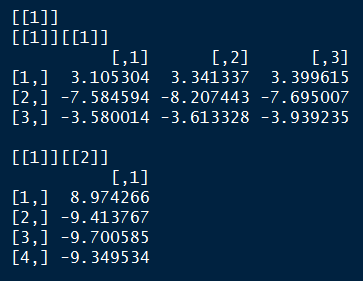 [[1]]
[[1]][[1]]
          [,1]      [,2]      [,3]
[1,]  3.105304  3.341337  3.399615
[2,] -7.584594 -8.207443 -7.695007
[3,] -3.580014 -3.613328 -3.939235

[[1]][[2]]
          [,1]
[1,]  8.974266
[2,] -9.413767
[3,] -9.700585
[4,] -9.349534